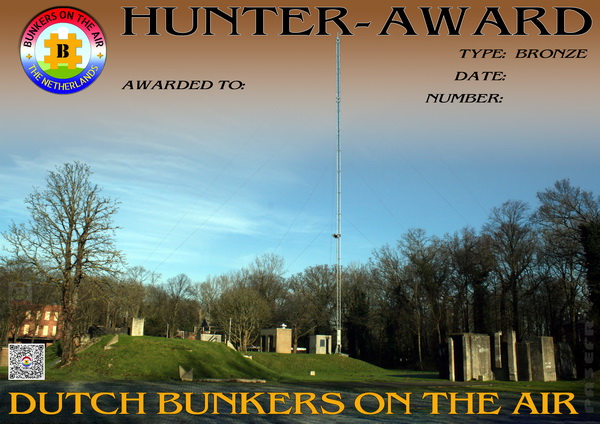 HUNTER-AWARD
BUNKERS ON THE AIR
B
THE NETHERLANDS
TYPE: BRONZE
AWARDED TO:
DATE:
NUMBER:
DUTCH BUNKERS ON THE AIR